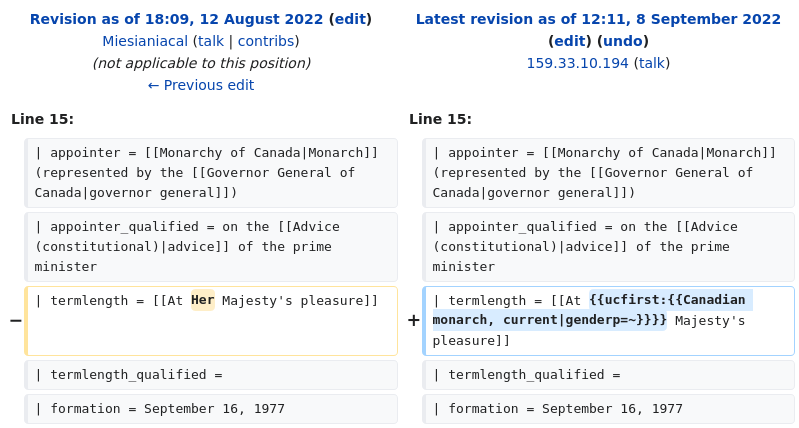 Revision as of 18:09, 12 August 2022 (edit)
Miesianiacal (talk | contribs)
(not applicable to this position)
← Previous edit
Line 15:
| appointer = [[Monarchy of Canada|Monarch]]
(represented by the [[Governor General of
Canada|governor general]])
| appointer_qualified = on the [[Advice
(constitutional)|advice]] of the prime
minister
− | termlength = [[At Her Majesty's pleasure]]
| termlength_qualified =
| formation = September 16, 1977
Latest revision as of 12:11, 8 September 2022
(edit) (undo)
159.33.10.194 (talk)
Line 15:
| appointer = [[Monarchy of Canada|Monarch]]
(represented by the [[Governor General of
Canada|governor general]])
| appointer_qualified = on the [[Advice
(constitutional)|advice]] of the prime
minister
+ | termlength = [[At {{ucfirst:{{Canadian
monarch, current|genderp=~}}}} Majesty's
pleasure]]
| termlength_qualified =
| formation = September 16, 1977